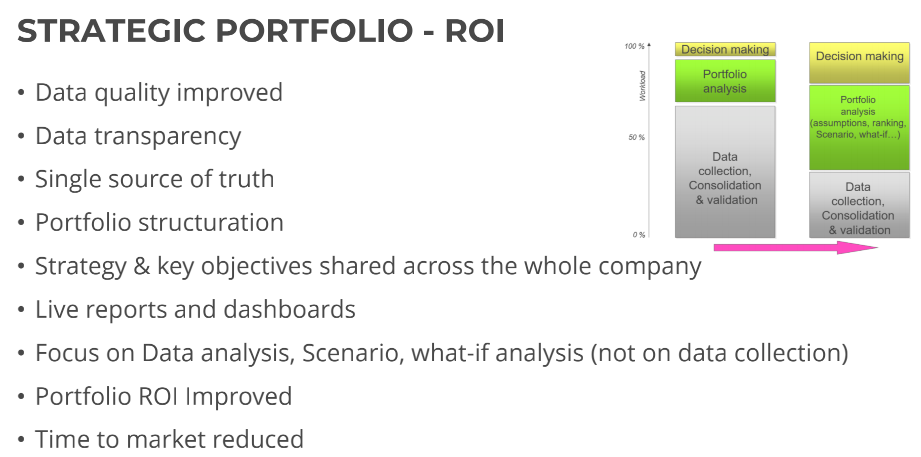 STRATEGIC PORTFOLIO - ROI
• Data quality improved
• Data transparency
• Single source of truth
• Portfolio structuration
• Strategy & key objectives shared across the whole company
• Live reports and dashboards
• Focus on Data analysis, Scenario, what-if analysis (not on data collection)
• Portfolio ROI Improved
• Time to market reduced
100 %
Workload
50 %
0 %
Decision making
Portfolio
analysis
Data
collection,
Consolidation
& validation
Decision making
Portfolio
analysis
(assumptions, ranking,
Scenario, what-if…)
Data
collection,
Consolidation
& validation